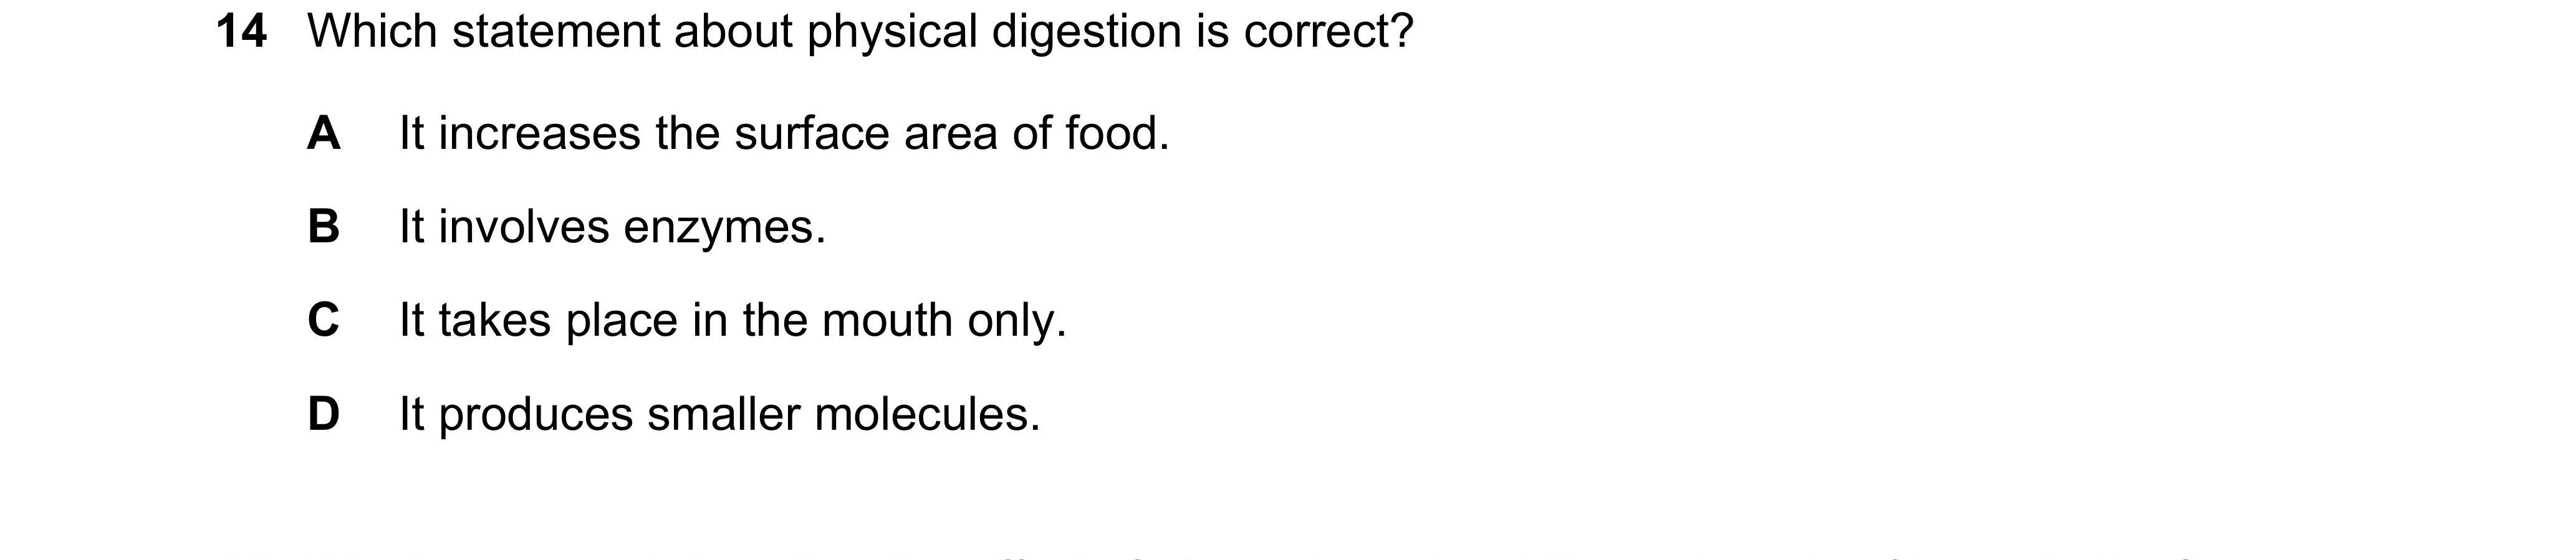 14 Which statement about physical digestion is correct?
A It increases the surface area of food.
B It involves enzymes.
C It takes place in the mouth only.
D It produces smaller molecules.